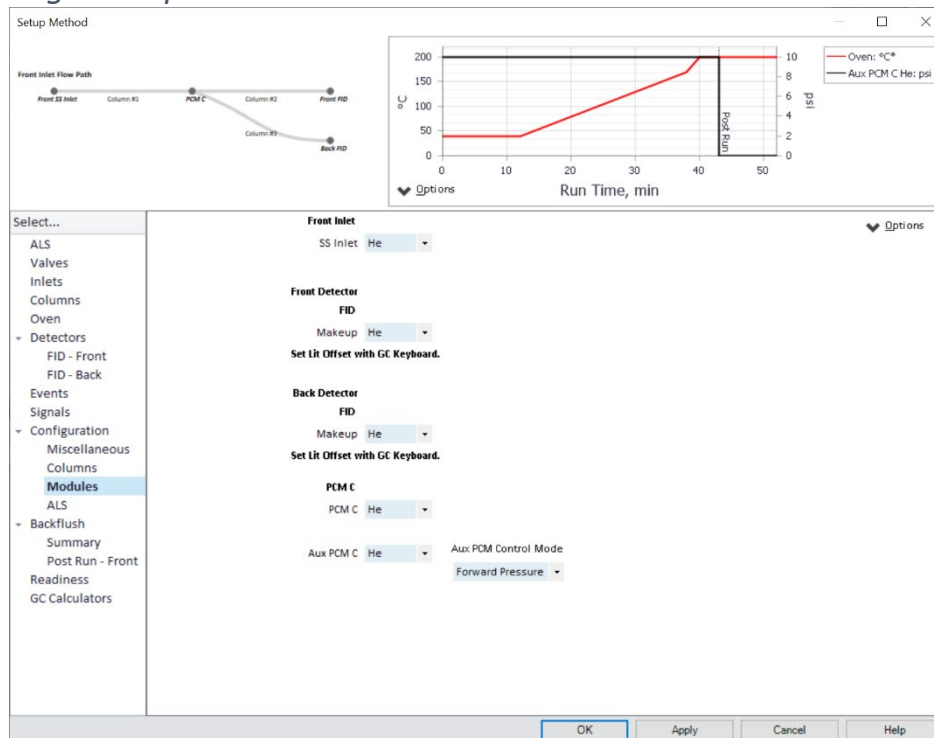 Setup Method
Front Inlet Flow Path
Front SS Inlet Column #1 PCM C Column #2 Front FID
Column #3
Back FID
200
150
100
50
0
°C
10
8
6
4
2
0
psi
Post Run
0 10 20 30 40 50
Run Time, min
Options
Oven: °C*
Aux PCM C He: psi
Select...
ALS
Valves
Inlets
Columns
Oven
Detectors
FID - Front
FID - Back
Events
Signals
Configuration
Miscellaneous
Columns
Modules
ALS
Backflush
Summary
Post Run - Front
Readiness
GC Calculators
Options
Front Inlet
SS Inlet He
Front Detector
FID
Makeup He
Set Lit Offset with GC Keyboard.
Back Detector
FID
Makeup He
Set Lit Offset with GC Keyboard.
PCM C
PCM C He
Aux PCM C He
Aux PCM Control Mode
Forward Pressure
OK Apply Cancel Help